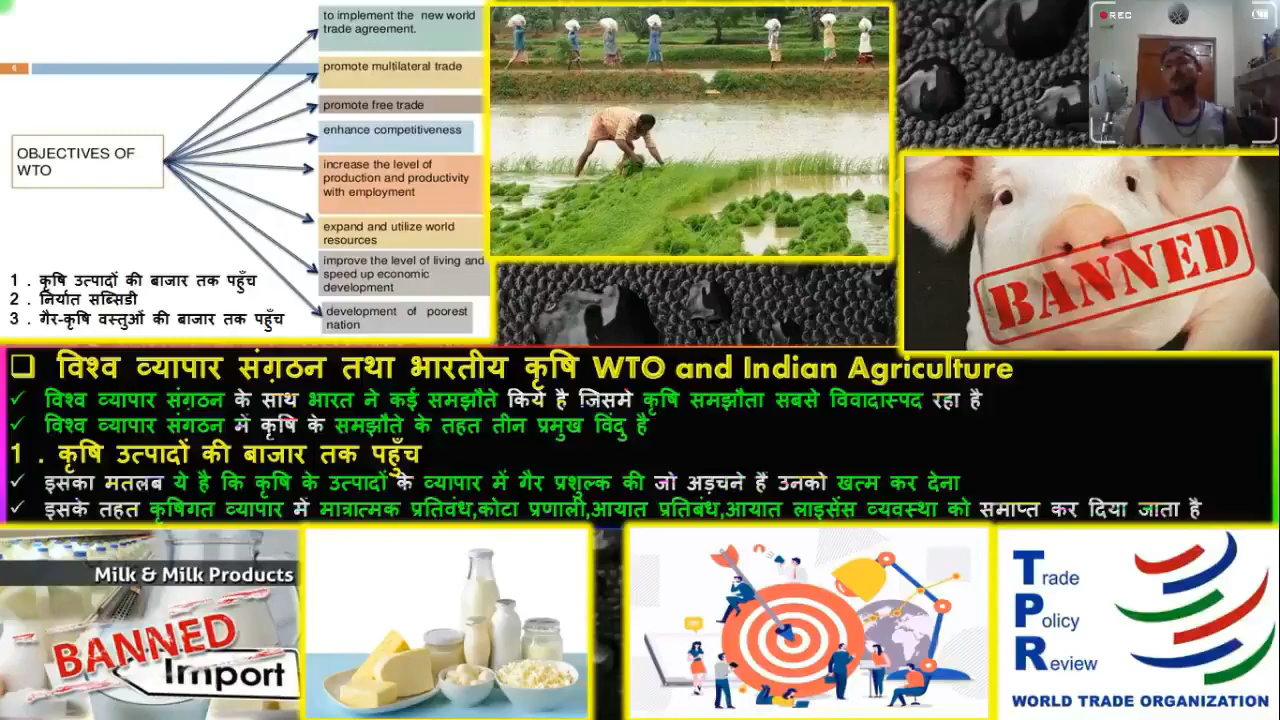 to implement the new world
trade agreement.
6
promote multilateral trade
promote free trade
enhance competitiveness
OBJECTIVES OF
WTO
increase the level of
production and productivity
with employment
expand and utilize world
resources
improve the level of living and
speed up economic
development
development of poorest
nation
1 . कृषि उत्पादों की बाजार तक पहुँच
2 . निर्यात सब्सिडी
3 . गैर-कृषि वस्तुओं की बाजार तक पहुँच
REC
BANNED
विश्व व्यापार संगठन तथा भारतीय कृषि WTO and Indian Agriculture
विश्व व्यापार संगठन के साथ भारत ने कई समझौते किये है जिसमे कृषि समझौता सबसे विवादास्पद रहा है
विश्व व्यापार संगठन में कृषि के समझौते के तहत तीन प्रमुख विंदु है
1 . कृषि उत्पादों की बाजार तक पहुँच
इसका मतलब ये है कि कृषि के उत्पादों के व्यापार में गैर प्रशुल्क की जो अड़चने हैं उनको खत्म कर देना
इसके तहत कृषिगत व्यापार में मात्रात्मक प्रतिवंध,कोटा प्रणाली,आयात प्रतिबंध,आयात लाइसेंस व्यवस्था को समाप्त कर दिया जाता है
Milk & Milk Products
BANNED
Import
Trade
Policy
Review
WORLD TRADE ORGANIZATION